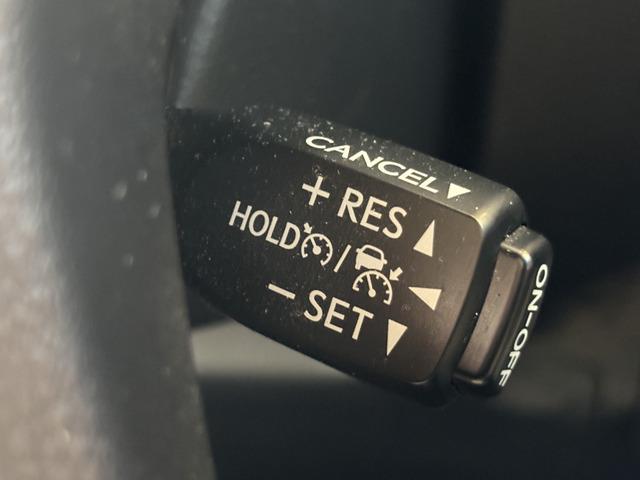 CANCEL
+ RES
HOLD /
− SET
ON-OFF